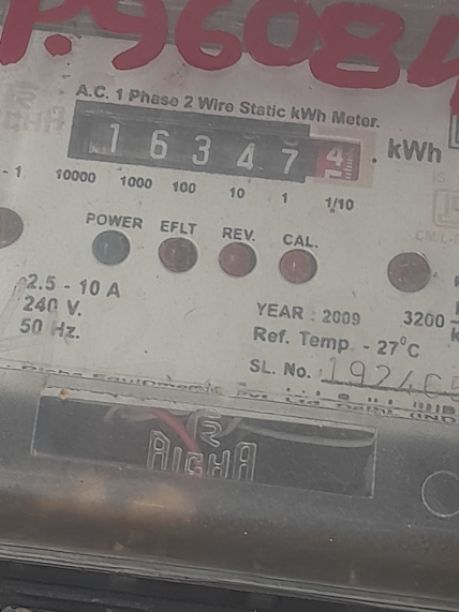 P.96084
A.C. 1 Phase 2 Wire Static kWh Meter.
1 6 3 4 7 4 . kWh
10000 1000 100 10 1 1/10
POWER EFLT REV. CAL.
2.5 - 10 A
240 V.
50 Hz.
YEARː 2009 3200
Ref. Temp. - 27°C
SL. No.
RICHA